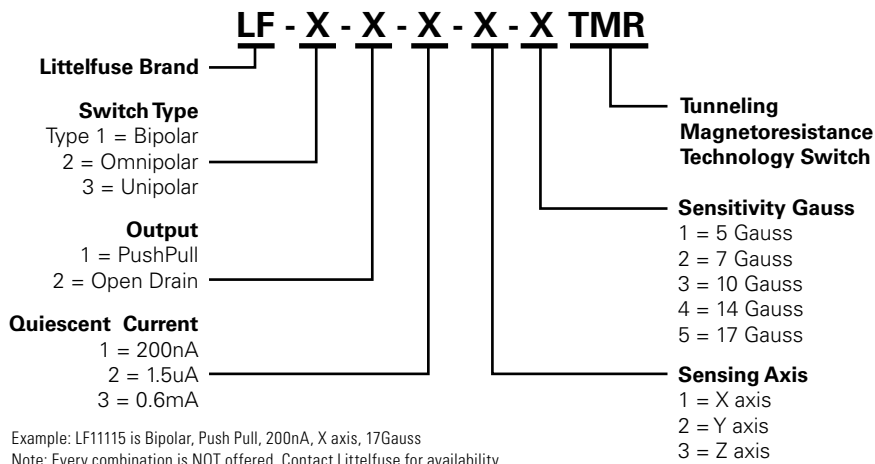 LF - X - X - X - X - X TMR
Littelfuse Brand
Switch Type
Type 1 = Bipolar
2 = Omnipolar
3 = Unipolar
Output
1 = PushPull
2 = Open Drain
Quiescent Current
1 = 200nA
2 = 1.5uA
3 = 0.6mA
Tunneling
Magnetoresistance
Technology Switch
Sensitivity Gauss
1 = 5 Gauss
2 = 7 Gauss
3 = 10 Gauss
4 = 14 Gauss
5 = 17 Gauss
Sensing Axis
1 = X axis
2 = Y axis
3 = Z axis
Example: LF11115 is Bipolar, Push Pull, 200nA, X axis, 17Gauss
Note: Every combination is NOT offered. Contact Littelfuse for availability